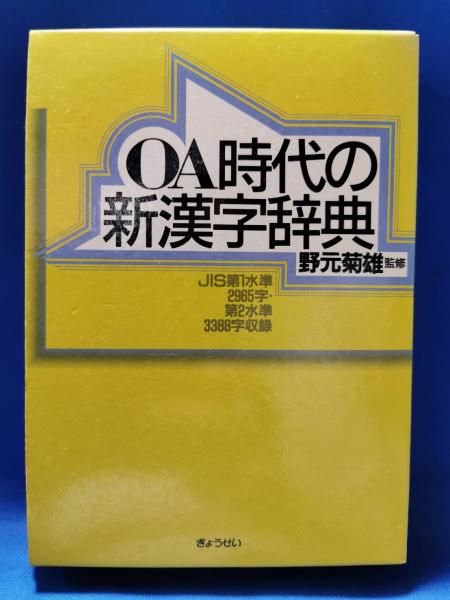 OA時代の
新漢字辞典
野元菊雄監修
JIS第1水準
2965字・
第2水準
3388字収録
ぎょうせい